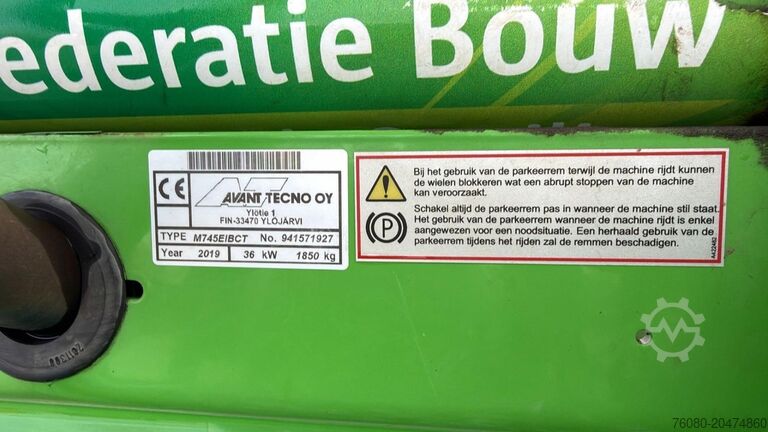 ederatie Bouw
CE AVANT TECNO OY
Ylötie 1
FIN-33470 YLÖJÄRVI
TYPE M745EIBCT No. 941571927
Year 2019 36 kW 1850 kg
Bij het gebruik van de parkeerrem terwijl de machine rijdt kunnen
de wielen blokkeren wat een abrupt stoppen van de machine
kan veroorzaakt.
Schakel altijd de parkeerrem pas in wanneer de machine stil staat.
Het gebruik van de parkeerrem wanneer de machine rijdt is enkel
aangewezen voor een noodsituatie. Een herhaald gebruik van de
parkeerrem tijdens het rijden zal de remmen beschadigen.
P
A422462
76080-20474860